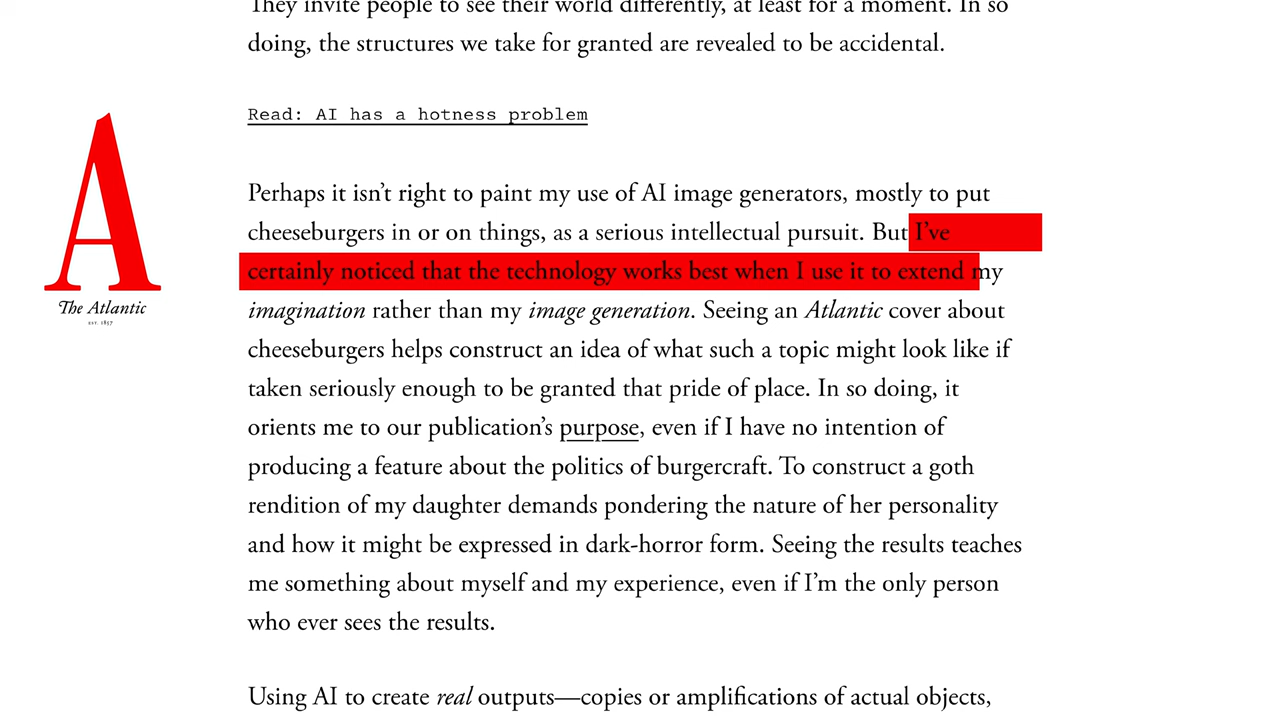 They invite people to see their world differently, at least for a moment. In so
doing, the structures we take for granted are revealed to be accidental.
Read: AI has a hotness problem
A
The Atlantic
EST. 1857
Perhaps it isn’t right to paint my use of AI image generators, mostly to put
cheeseburgers in or on things, as a serious intellectual pursuit. But I’ve
certainly noticed that the technology works best when I use it to extend my
imagination rather than my image generation. Seeing an Atlantic cover about
cheeseburgers helps construct an idea of what such a topic might look like if
taken seriously enough to be granted that pride of place. In so doing, it
orients me to our publication’s purpose, even if I have no intention of
producing a feature about the politics of burgercraft. To construct a goth
rendition of my daughter demands pondering the nature of her personality
and how it might be expressed in dark-horror form. Seeing the results teaches
me something about myself and my experience, even if I’m the only person
who ever sees the results.
Using AI to create real outputs—copies or amplifications of actual objects,